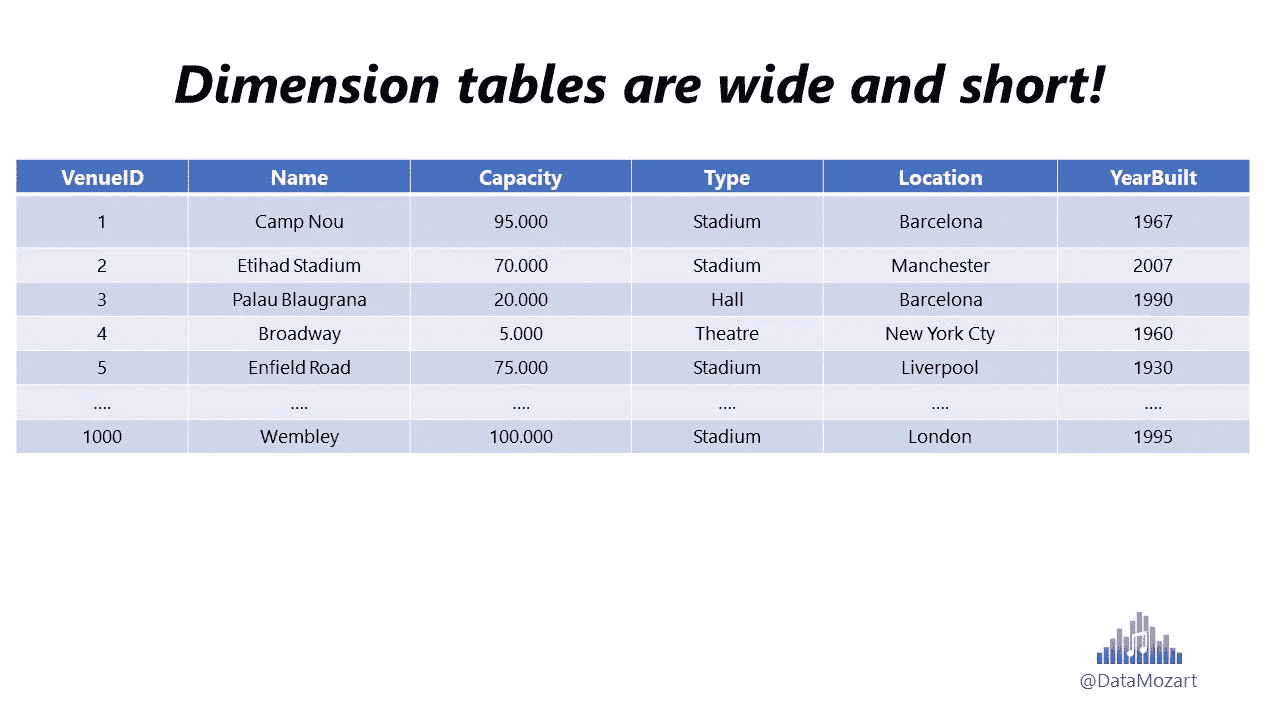 Dimension tables are wide and short!
VenueID Name Capacity Type Location YearBuilt
1 Camp Nou 95.000 Stadium Barcelona 1967
2 Etihad Stadium 70.000 Stadium Manchester 2007
3 Palau Blaugrana 20.000 Hall Barcelona 1990
4 Broadway 5.000 Theatre New York Cty 1960
5 Enfield Road 75.000 Stadium Liverpool 1930
.... .... .... .... .... ....
1000 Wembley 100.000 Stadium London 1995
@DataMozart